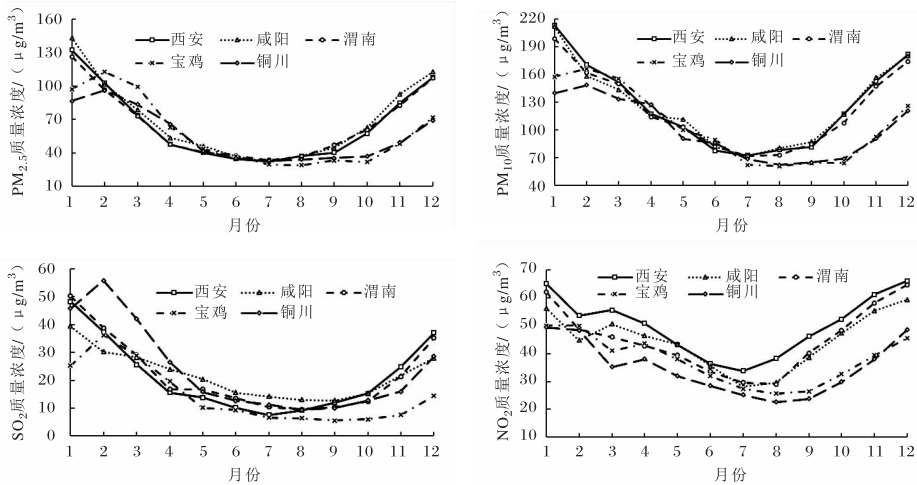 PM2.5质量浓度/(μg/m³)
160
130
100
70
40
10
西安 咸阳 渭南
宝鸡 铜川
1 2 3 4 5 6 7 8 9 10 11 12
月份
PM10质量浓度/(μg/m³)
220
190
160
130
100
70
40
西安 咸阳 渭南
宝鸡 铜川
1 2 3 4 5 6 7 8 9 10 11 12
月份
SO2质量浓度/(μg/m³)
60
50
40
30
20
10
0
西安 咸阳 渭南
宝鸡 铜川
1 2 3 4 5 6 7 8 9 10 11 12
月份
NO2质量浓度/(μg/m³)
70
60
50
40
30
20
10
西安 咸阳 渭南
宝鸡 铜川
1 2 3 4 5 6 7 8 9 10 11 12
月份